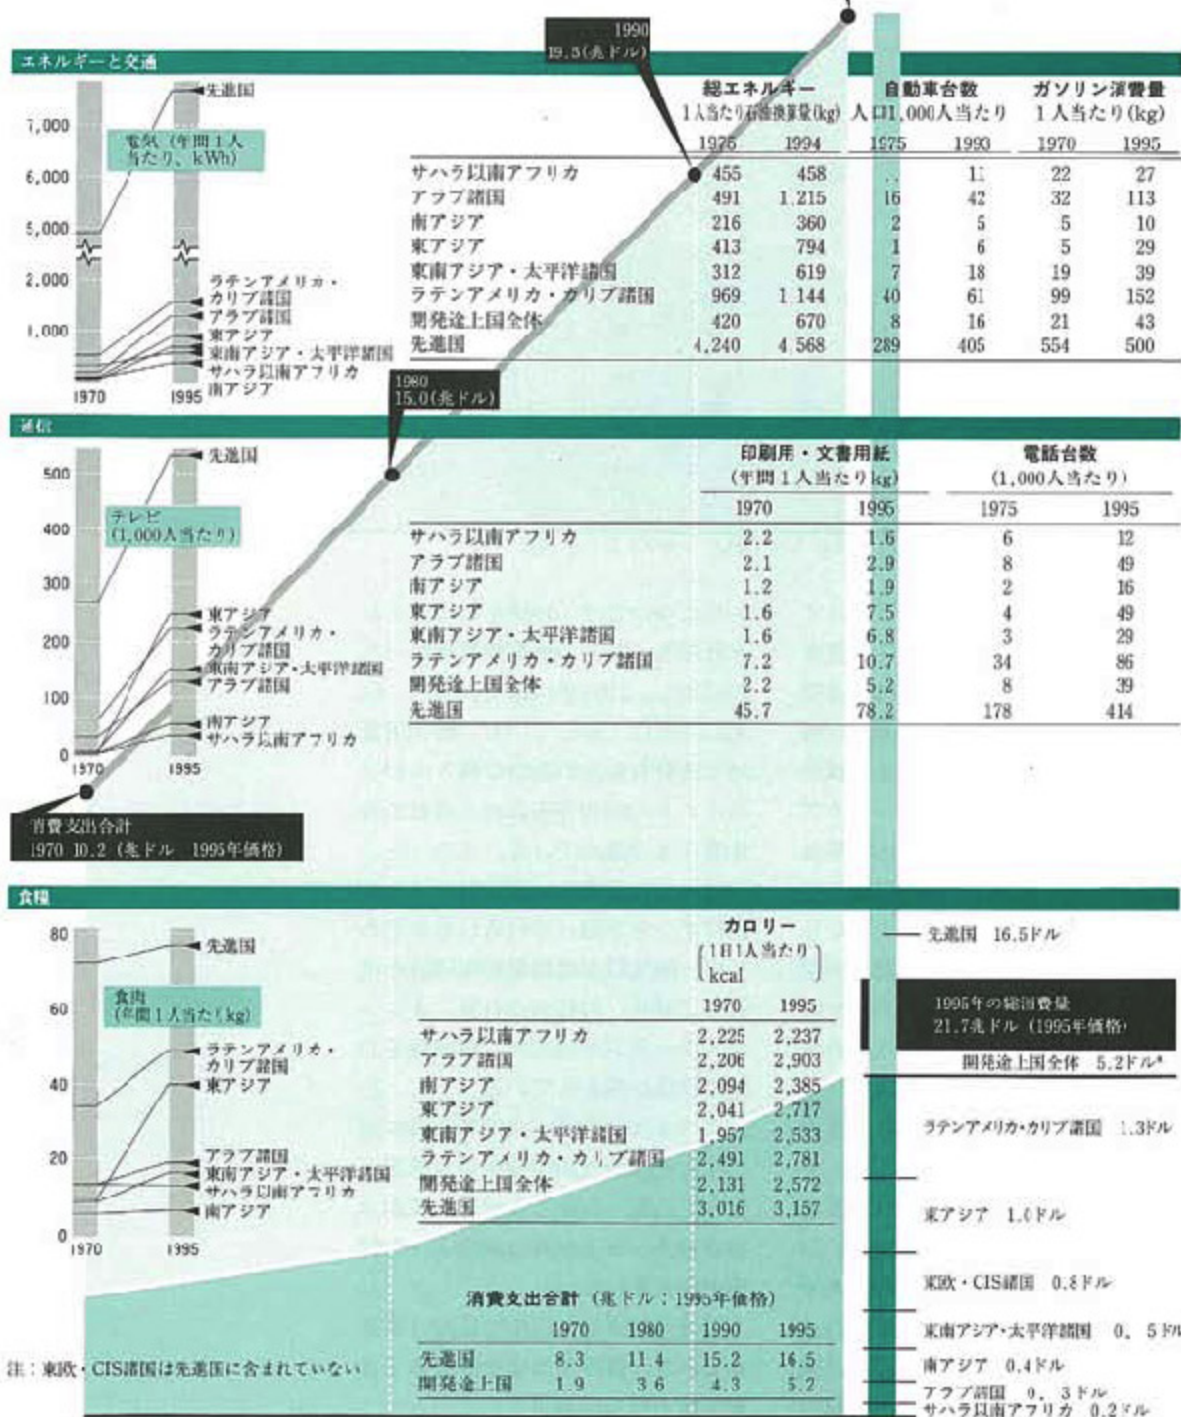 1990
19.5(兆ドル)
エネルギーと交通
先進国
電気(年間1人
当たり、kWh)
7,000
6,000
5,000
2,000
1,000
ラテンアメリカ・
カリブ諸国
アラブ諸国
東アジア
東南アジア・太平洋諸国
サハラ以南アフリカ
南アジア
1970 1995
総エネルギー 自動車台数 ガソリン消費量
1人当たり石油換算量(kg) 人口1,000人当たり 1人当たり(kg)
1975 1994 1975 1993 1970 1995
サハラ以南アフリカ 455 458 .. 11 22 27
アラブ諸国 491 1,215 16 42 32 113
南アジア 216 360 2 5 5 10
東アジア 413 794 1 6 5 29
東南アジア・太平洋諸国 312 619 7 18 19 39
ラテンアメリカ・カリブ諸国 969 1,144 40 61 99 152
開発途上国全体 420 670 8 16 21 43
先進国 4,240 4,568 289 405 554 500
1980
15.0(兆ドル)
通信
先進国
テレビ
(1,000人当たり)
500
400
300
200
100
0
東アジア
ラテンアメリカ・
カリブ諸国
東南アジア・太平洋諸国
アラブ諸国
南アジア
サハラ以南アフリカ
1970 1995
印刷用・文書用紙 電話台数
(年間1人当たりkg) (1,000人当たり)
1970 1995 1975 1995
サハラ以南アフリカ 2.2 1.6 6 12
アラブ諸国 2.1 2.9 8 49
南アジア 1.2 1.9 2 16
東アジア 1.6 7.5 4 49
東南アジア・太平洋諸国 1.6 6.8 3 29
ラテンアメリカ・カリブ諸国 7.2 10.7 34 86
開発途上国全体 2.2 5.2 8 39
先進国 45.7 78.2 178 414
消費支出合計
1970 10.2(兆ドル 1995年価格)
食糧
80
60
40
20
0
先進国
食肉
(年間1人当たりkg)
ラテンアメリカ・
カリブ諸国
東アジア
アラブ諸国
東南アジア・太平洋諸国
サハラ以南アフリカ
南アジア
1970 1995
カロリー
(1日1人当たり
kcal)
1970 1995
サハラ以南アフリカ 2,225 2,237
アラブ諸国 2,206 2,903
南アジア 2,094 2,385
東アジア 2,041 2,717
東南アジア・太平洋諸国 1,957 2,533
ラテンアメリカ・カリブ諸国 2,491 2,781
開発途上国全体 2,131 2,572
先進国 3,016 3,157
先進国 16.5ドル
1995年の総消費量
21.7兆ドル(1995年価格)
開発途上国全体 5.2ドルª
ラテンアメリカ・カリブ諸国 1.3ドル
東アジア 1.0ドル
東欧・CIS諸国 0.8ドル
東南アジア・太平洋諸国 0.5ドル
南アジア 0.4ドル
アラブ諸国 0.3ドル
サハラ以南アフリカ 0.2ドル
消費支出合計(兆ドル:1995年価格)
1970 1980 1990 1995
先進国 8.3 11.4 15.2 16.5
開発途上国 1.9 3.6 4.3 5.2
注:東欧・CIS諸国は先進国に含まれていない